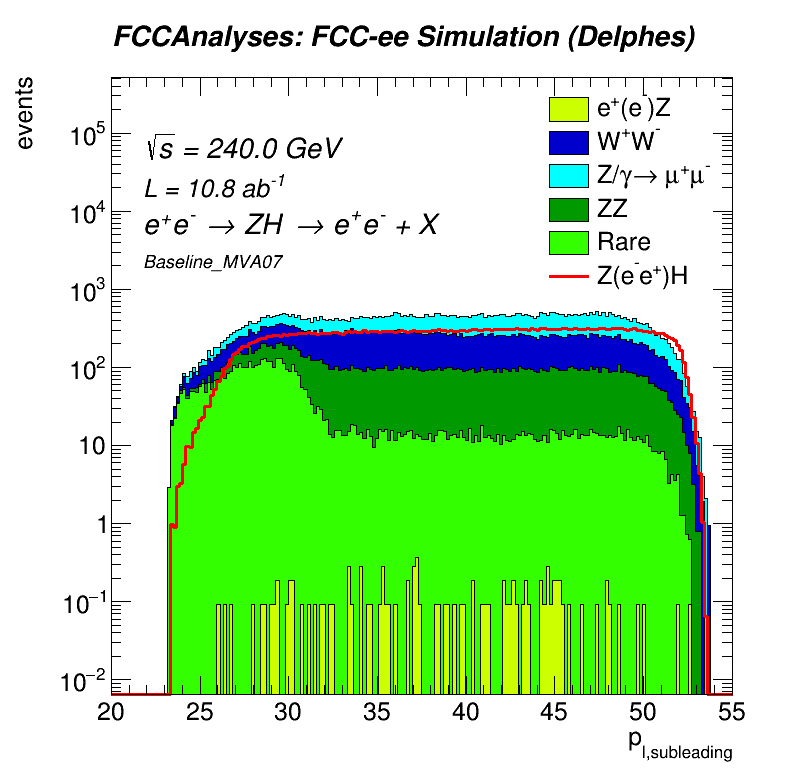 FCCAnalyses: FCC-ee Simulation (Delphes)
events
√s = 240.0 GeV
L = 10.8 ab⁻¹
e⁺e⁻ → ZH → e⁺e⁻ + X
Baseline_MVA07
e⁺(e⁻)Z
W⁺W⁻
Z/γ→ μ⁺μ⁻
ZZ
Rare
Z(e⁻e⁺)H
10⁵
10⁴
10³
10²
10
1
10⁻¹
10⁻²
20 25 30 35 40 45 50 55
p_l,subleading